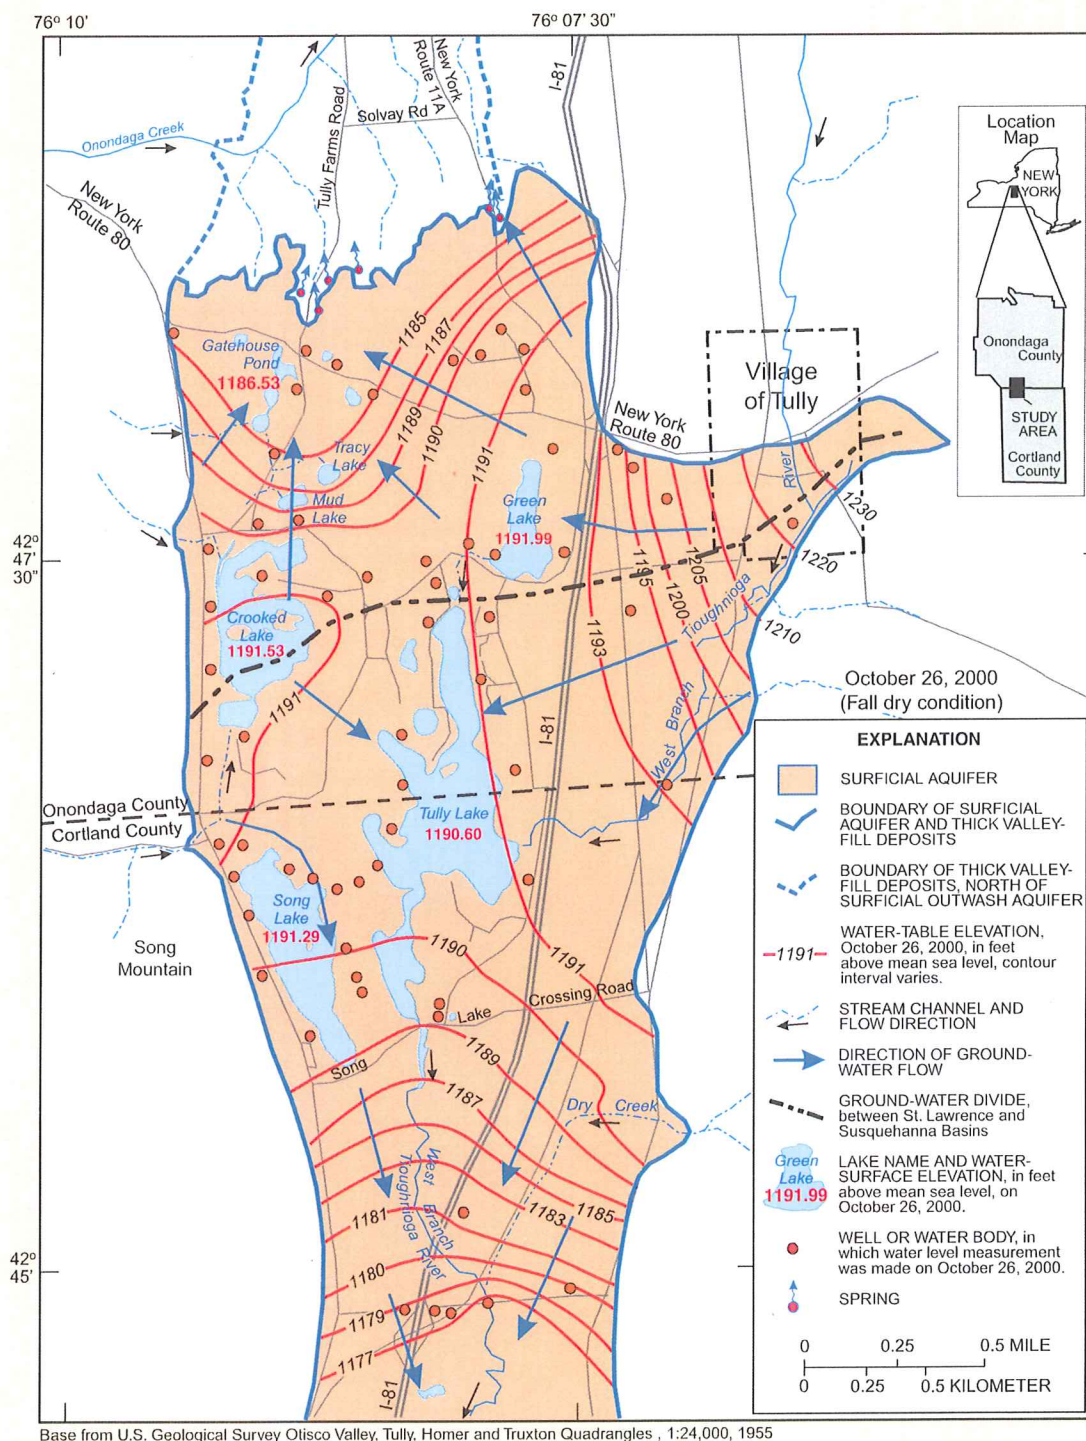 76° 10'
76° 07' 30"
Onondaga Creek
Solvay Rd
Tully Farms Road
New York
Route 11A
I-81
New York
Route 80
Location
Map
NEW
YORK
Onondaga
County
STUDY
AREA
Cortland
County
Gatehouse
Pond
1186.53
1185
1187
1189
1190
1191
Village
of Tully
New York
Route 80
River
Tracy
Lake
Mud
Lake
Green
Lake
1191.99
1230
1220
1210
1205
1200
1195
1193
42°
47'
30"
Crooked
Lake
1191.53
Tioughnioga
West Branch
1191
I-81
October 26, 2000
(Fall dry condition)
Onondaga County
Cortland County
Tully Lake
1190.60
Song
Lake
1191.29
Song
Mountain
1190
1191
Song Lake Crossing Road
1189
1187
Dry Creek
West Branch
Tioughnioga River
1185
1183
1181
1180
1179
1177
I-81
42°
45'
EXPLANATION
SURFICIAL AQUIFER
BOUNDARY OF SURFICIAL
AQUIFER AND THICK VALLEY-
FILL DEPOSITS
BOUNDARY OF THICK VALLEY-
FILL DEPOSITS, NORTH OF
SURFICIAL OUTWASH AQUIFER
1191
WATER-TABLE ELEVATION,
October 26, 2000, in feet
above mean sea level, contour
interval varies.
STREAM CHANNEL AND
FLOW DIRECTION
DIRECTION OF GROUND-
WATER FLOW
GROUND-WATER DIVIDE,
between St. Lawrence and
Susquehanna Basins
Green
Lake
1191.99
LAKE NAME AND WATER-
SURFACE ELEVATION, in feet
above mean sea level, on
October 26, 2000.
WELL OR WATER BODY, in
which water level measurement
was made on October 26, 2000.
SPRING
0 0.25 0.5 MILE
0 0.25 0.5 KILOMETER
Base from U.S. Geological Survey Otisco Valley, Tully, Homer and Truxton Quadrangles , 1:24,000, 1955